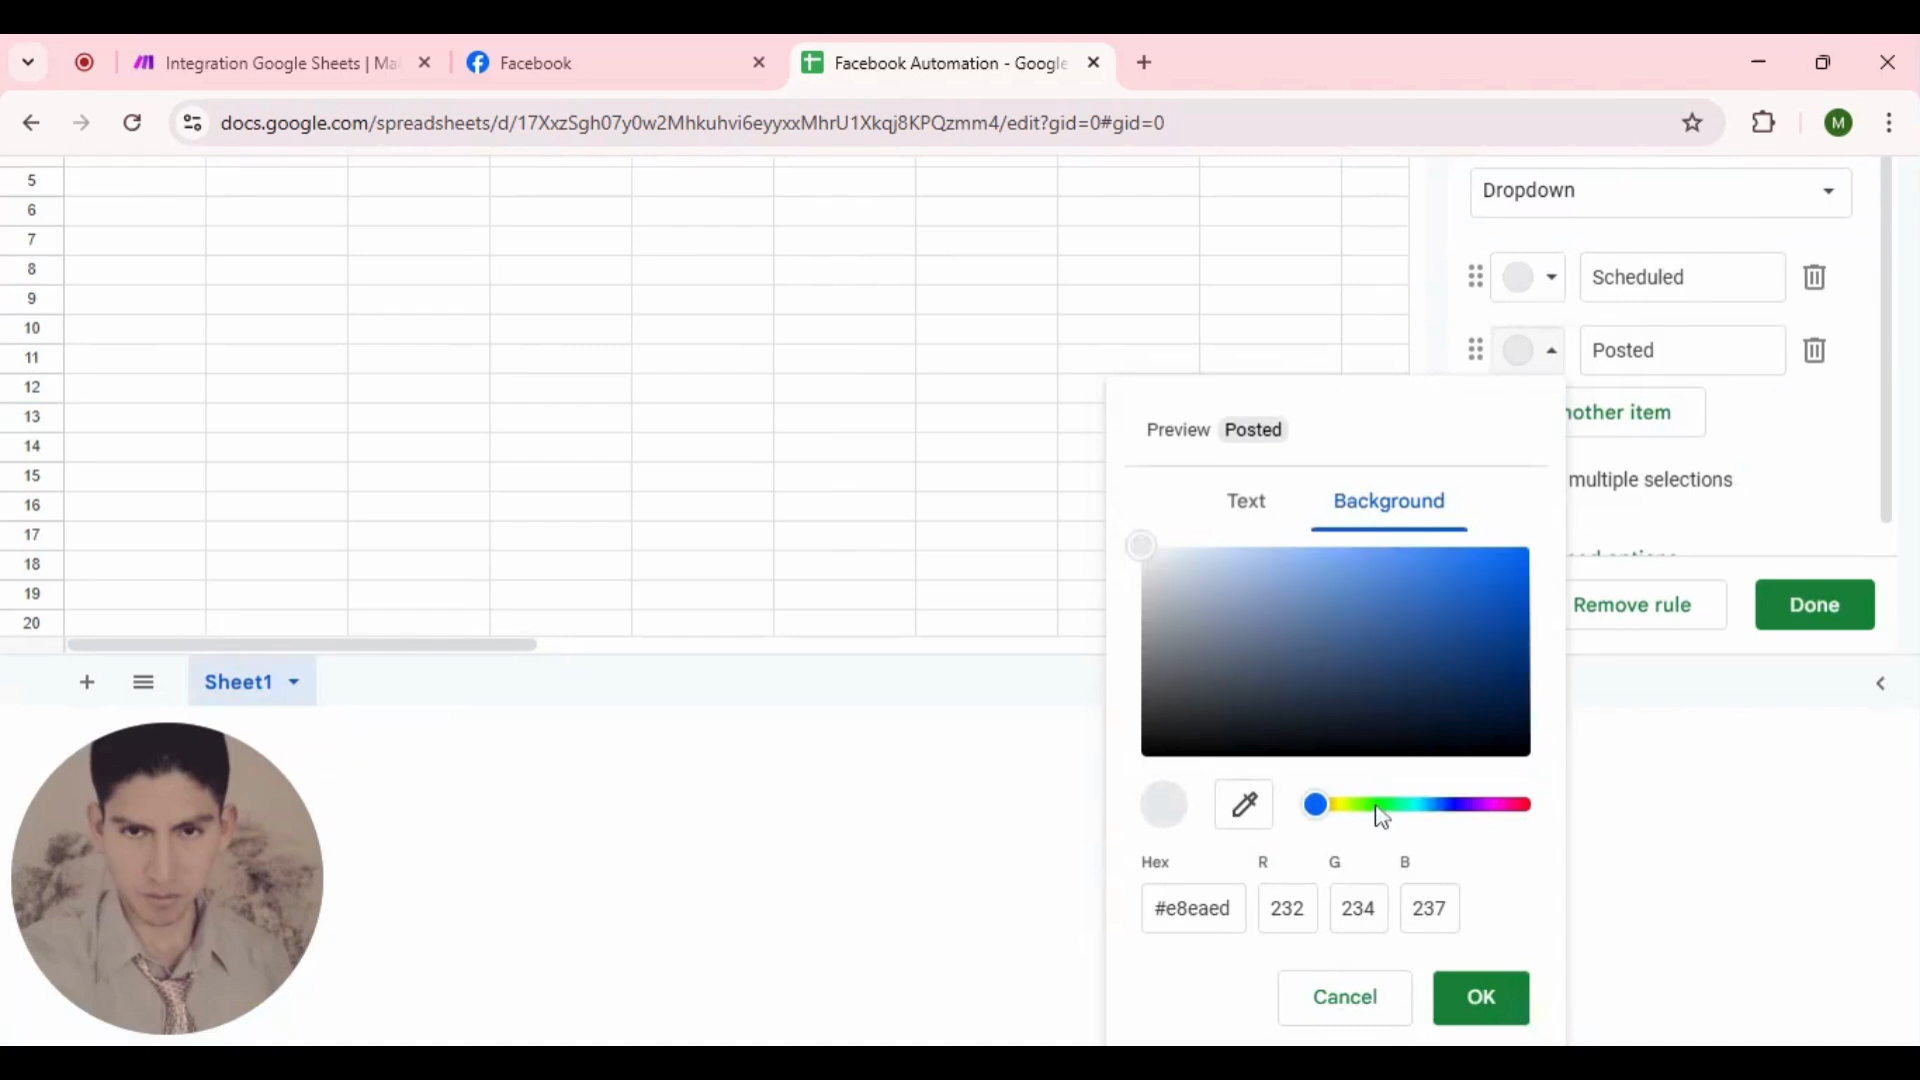 Integration Google Sheets | Ma
Facebook
Facebook Automation - Google
docs.google.com/spreadsheets/d/17XxzSgh07y0w2Mhkuhvi6eyyxxMhrU1Xkqj8KPQzmm4/edit?gid=0#gid=0
M
5
6
7
8
9
10
11
12
13
14
15
16
17
18
19
20
Dropdown
Scheduled
Posted
nother item
multiple selections
Remove rule
Done
Preview Posted
Text Background
Hex R G B
#e8eaed 232 234 237
Cancel OK
Sheet1